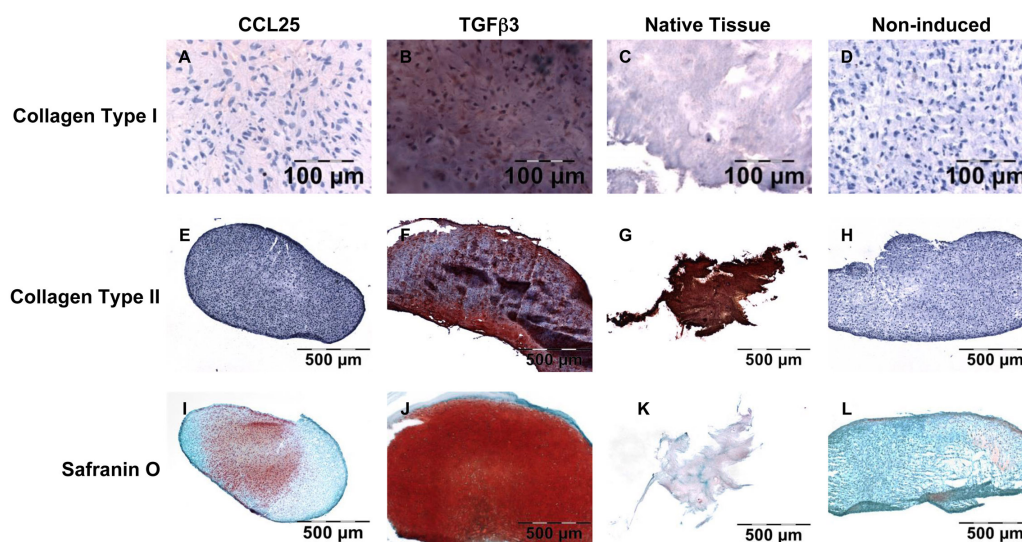 CCL25 TGFβ3 Native Tissue Non-induced
Collagen Type I
A B C D
100 µm 100 µm 100 µm 100 µm
Collagen Type II
E F G H
500 µm 500 µm 500 µm 500 µm
Safranin O
I J K L
500 µm 500 µm 500 µm 500 µm